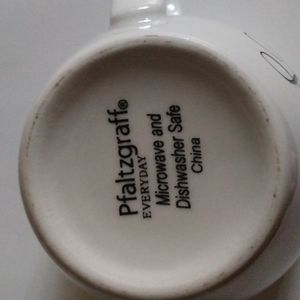 Pfaltzgraff®
EVERYDAY
Microwave and
Dishwasher Safe
China